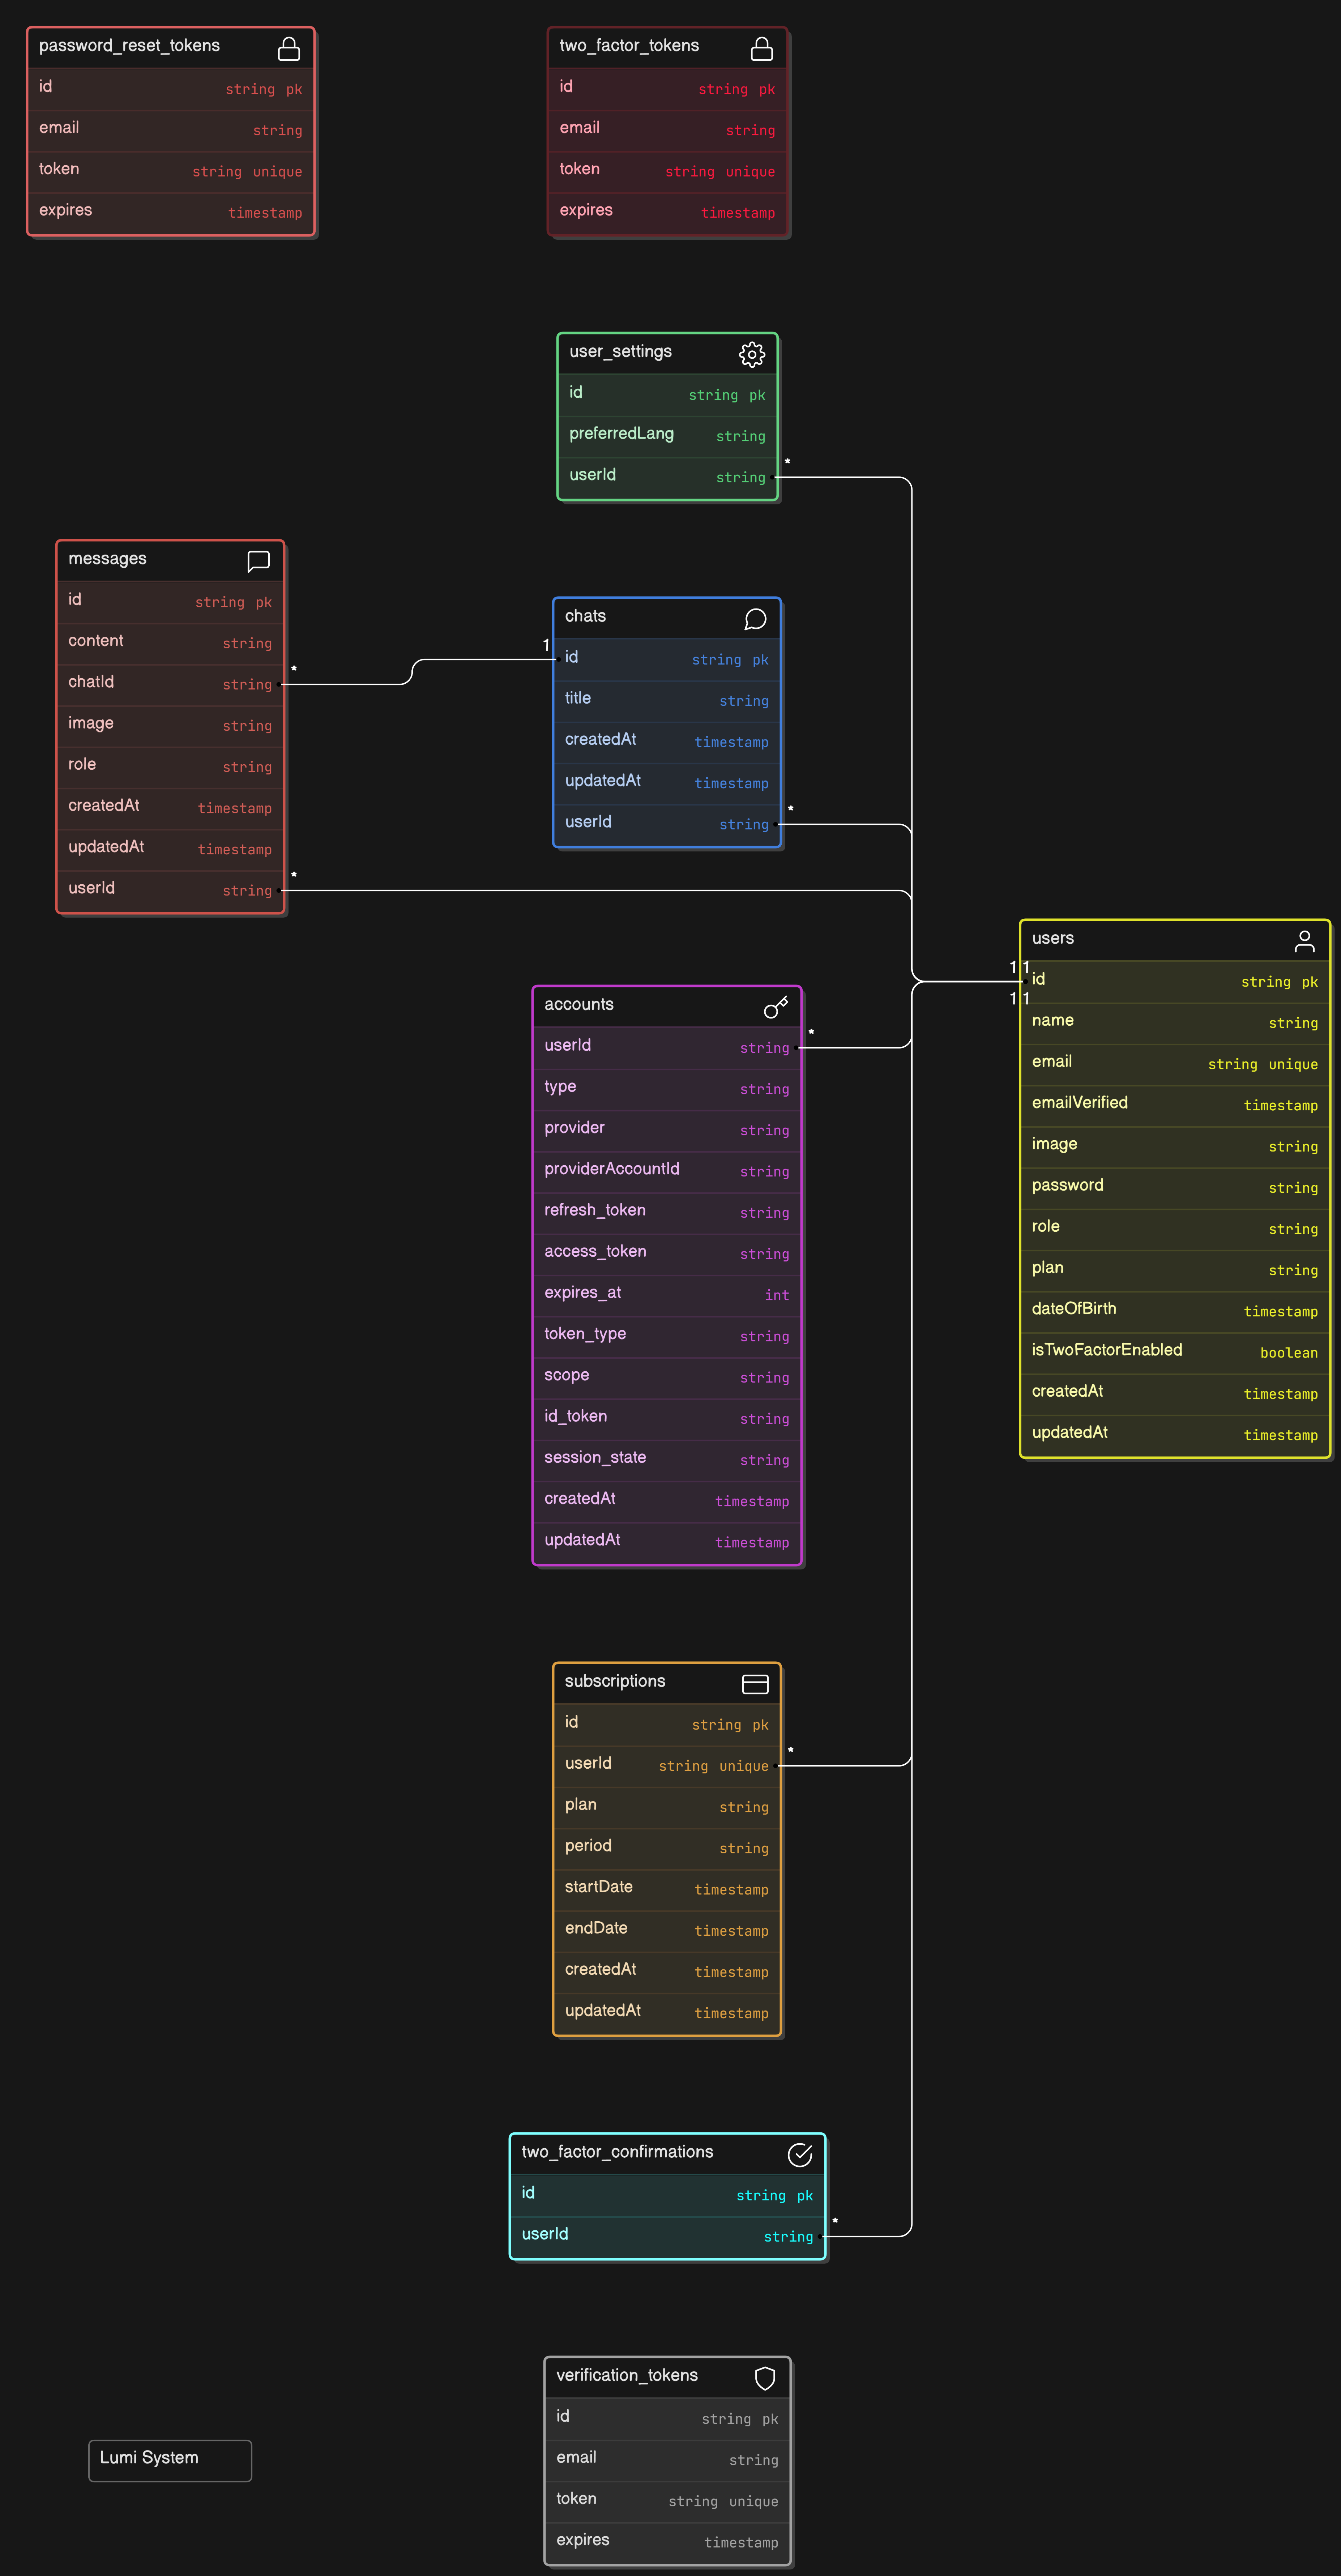 password_reset_tokens
id string pk
email string
token string unique
expires timestamp
two_factor_tokens
id string pk
email string
token string unique
expires timestamp
user_settings
id string pk
preferredLang string
userId string
*
messages
id string pk
content string
chatId string
*
image string
role string
createdAt timestamp
updatedAt timestamp
userId string
*
chats
1
id string pk
title string
createdAt timestamp
updatedAt timestamp
userId string
*
users
11
id string pk
11
name string
email string unique
emailVerified timestamp
image string
password string
role string
plan string
dateOfBirth timestamp
isTwoFactorEnabled boolean
createdAt timestamp
updatedAt timestamp
accounts
userId string
*
type string
provider string
providerAccountId string
refresh_token string
access_token string
expires_at int
token_type string
scope string
id_token string
session_state string
createdAt timestamp
updatedAt timestamp
subscriptions
id string pk
userId string unique
*
plan string
period string
startDate timestamp
endDate timestamp
createdAt timestamp
updatedAt timestamp
two_factor_confirmations
id string pk
userId string
*
verification_tokens
id string pk
email string
token string unique
expires timestamp
Lumi System